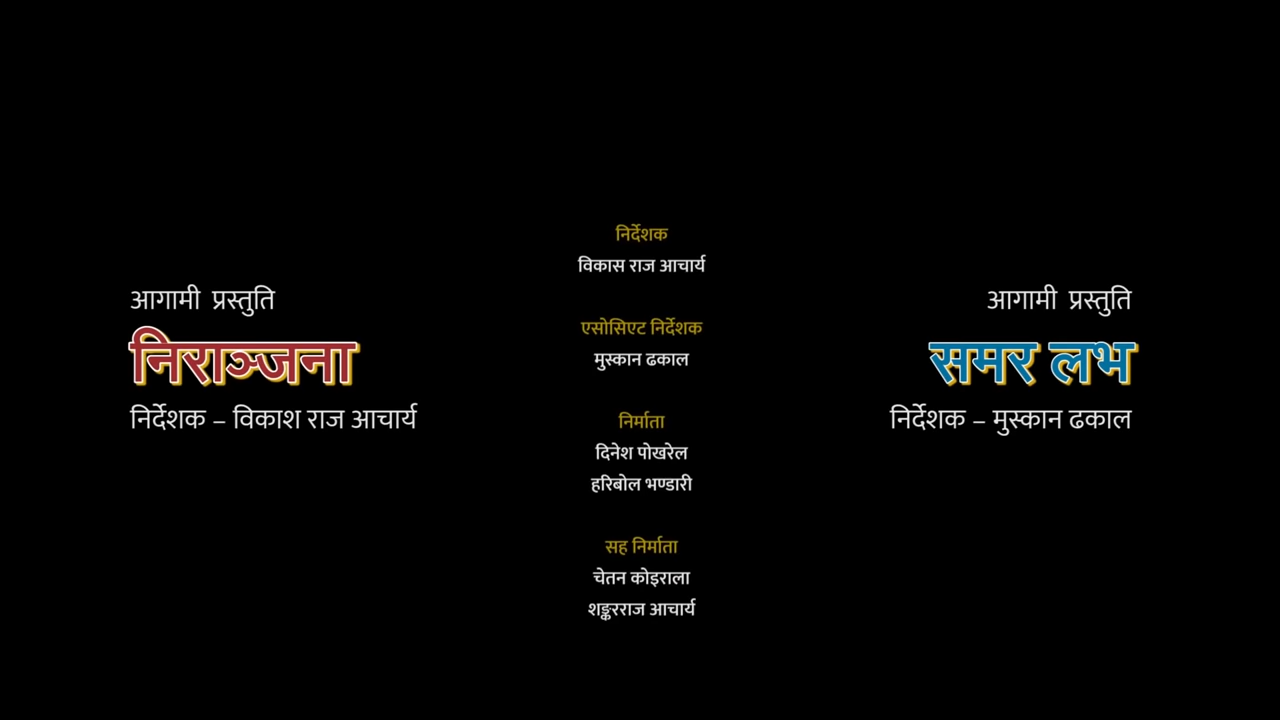 आगामी प्रस्तुति
निराञ्जना
निर्देशक – विकाश राज आचार्य
निर्देशक
विकास राज आचार्य
एसोसिएट निर्देशक
मुस्कान ढकाल
निर्माता
दिनेश पोखरेल
हरिबोल भण्डारी
सह निर्माता
चेतन कोइराला
शङ्करराज आचार्य
आगामी प्रस्तुति
समर लभ
निर्देशक – मुस्कान ढकाल